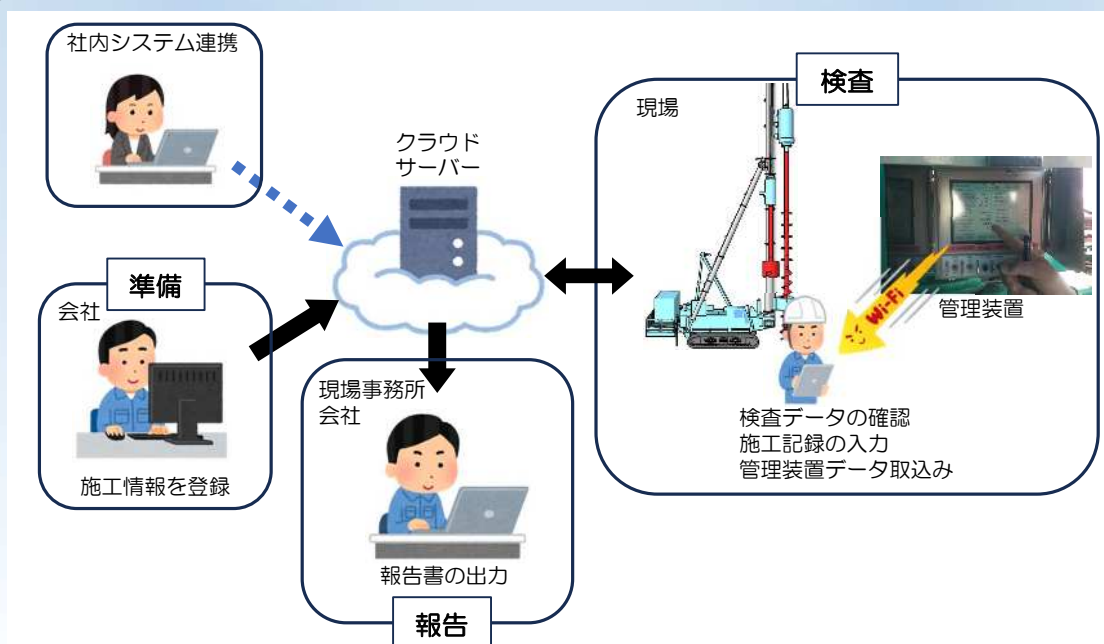 社内システム連携
クラウド
サーバー
準備
会社
施工情報を登録
現場事務所
会社
報告書の出力
報告
検査
現場
Wi-Fi
管理装置
検査データの確認
施工記録の入力
管理装置データ取込み